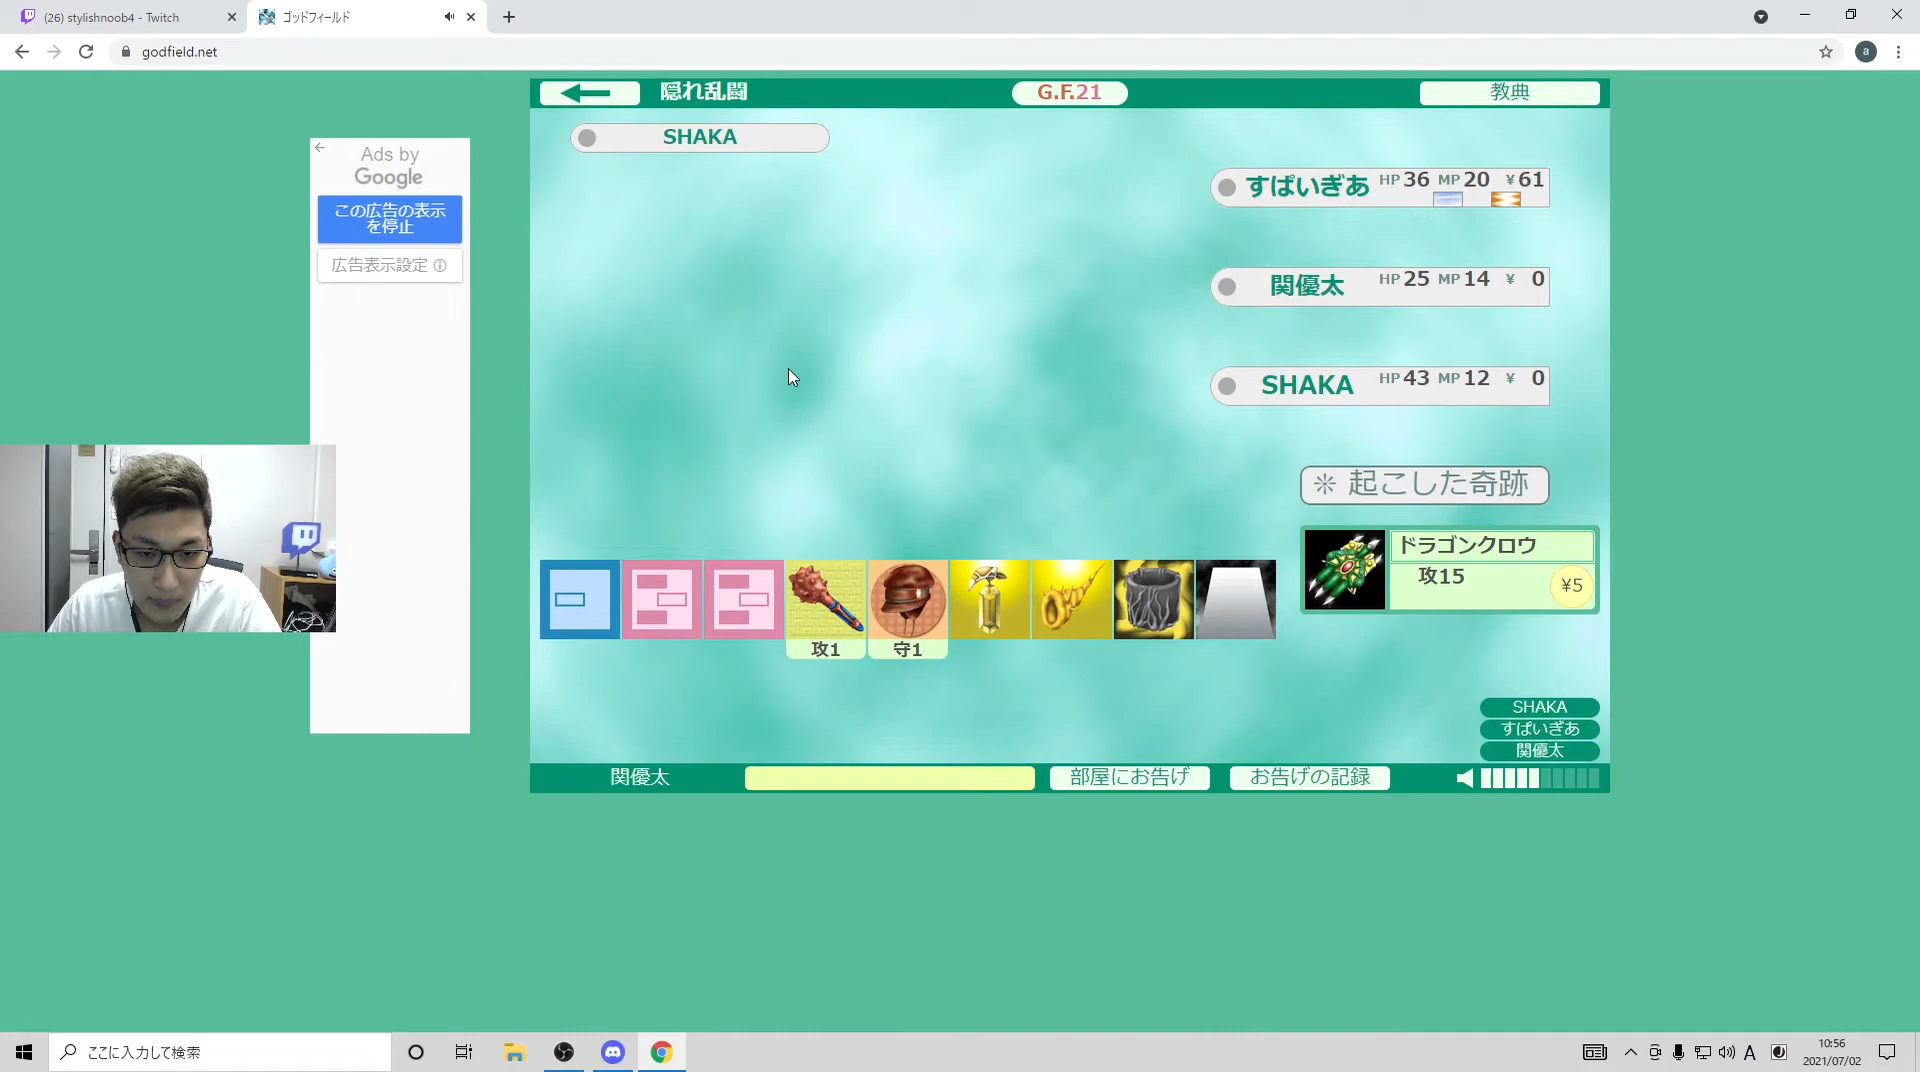 (26) stylishnoob4 - Twitch
ゴッドフィールド
godfield.net
a
隠れ乱闘
G.F.21
教典
SHAKA
Ads by
Google
この広告の表示
を停止
広告表示設定
すぱいぎあ HP 36 MP 20 ¥ 61
関優太 HP 25 MP 14 ¥ 0
SHAKA HP 43 MP 12 ¥ 0
※ 起こした奇跡
ドラゴンクロウ
攻15
¥5
攻1
守1
SHAKA
すぱいぎあ
関優太
関優太
部屋にお告げ
お告げの記録
ここに入力して検索
A
10:56
2021/07/02